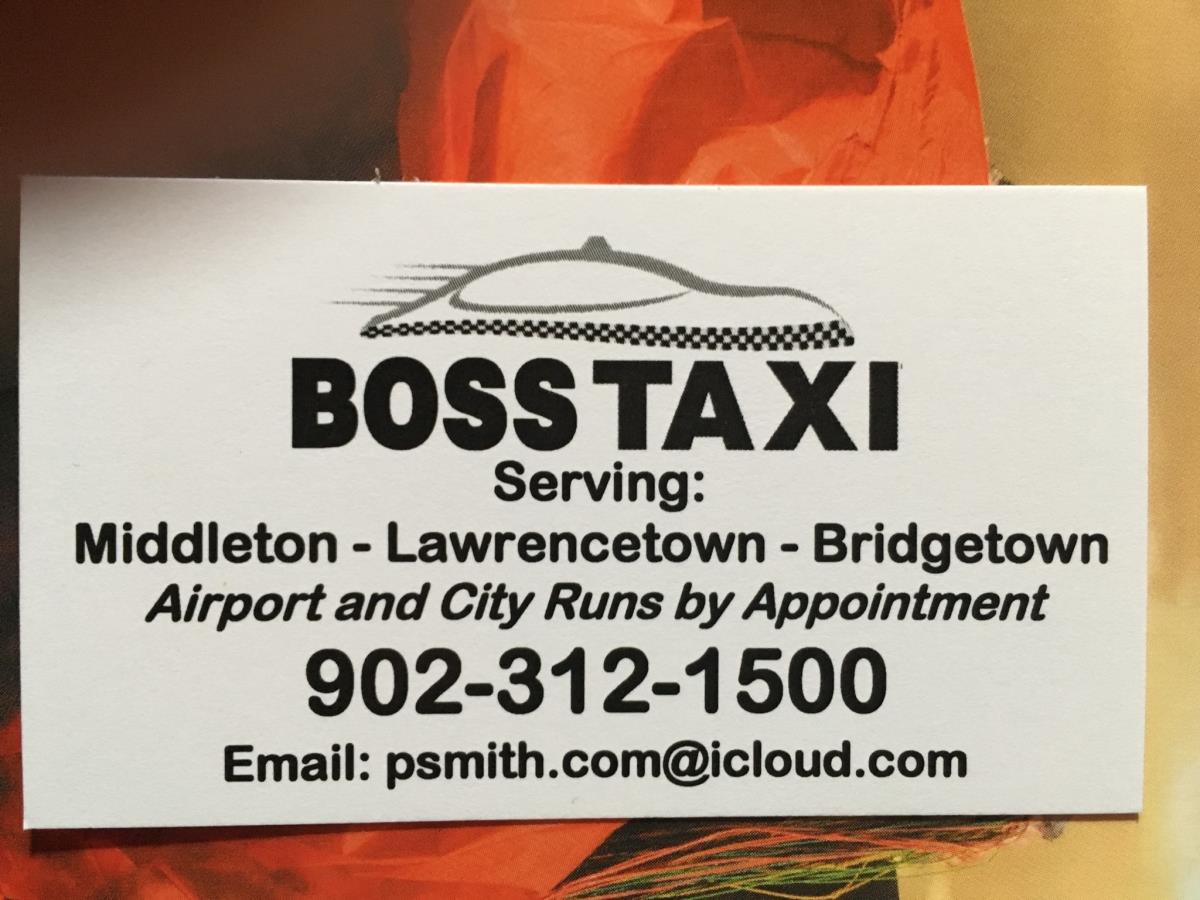 BOSS TAXI
Serving:
Middleton - Lawrencetown - Bridgetown
Airport and City Runs by Appointment
902-312-1500
Email: psmith.com@icloud.com